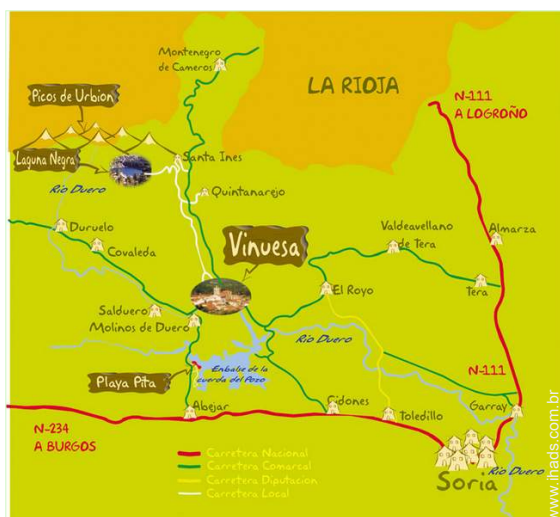 Montenegro
de Cameros
LA RIOJA
Picos de Urbion
N-111
A LOGROÑO
Laguna Negra
Santa Ines
Río Duero
Quintanarejo
Duruelo
Covaleda
Vinuesa
Valdeavellano
de Tera
Almarza
El Royo
Tera
Salduero
Molinos de Duero
Río Duero
Embalse de la
cuerda del Pozo
Playa Pita
N-111
Abejar
Cidones
Toledillo
Garray
N-234
A BURGOS
Carretera Nacional
Carretera Comarcal
Carretera Diputacion
Carretera Local
Soria
Río Duero
www.ihads.com.br